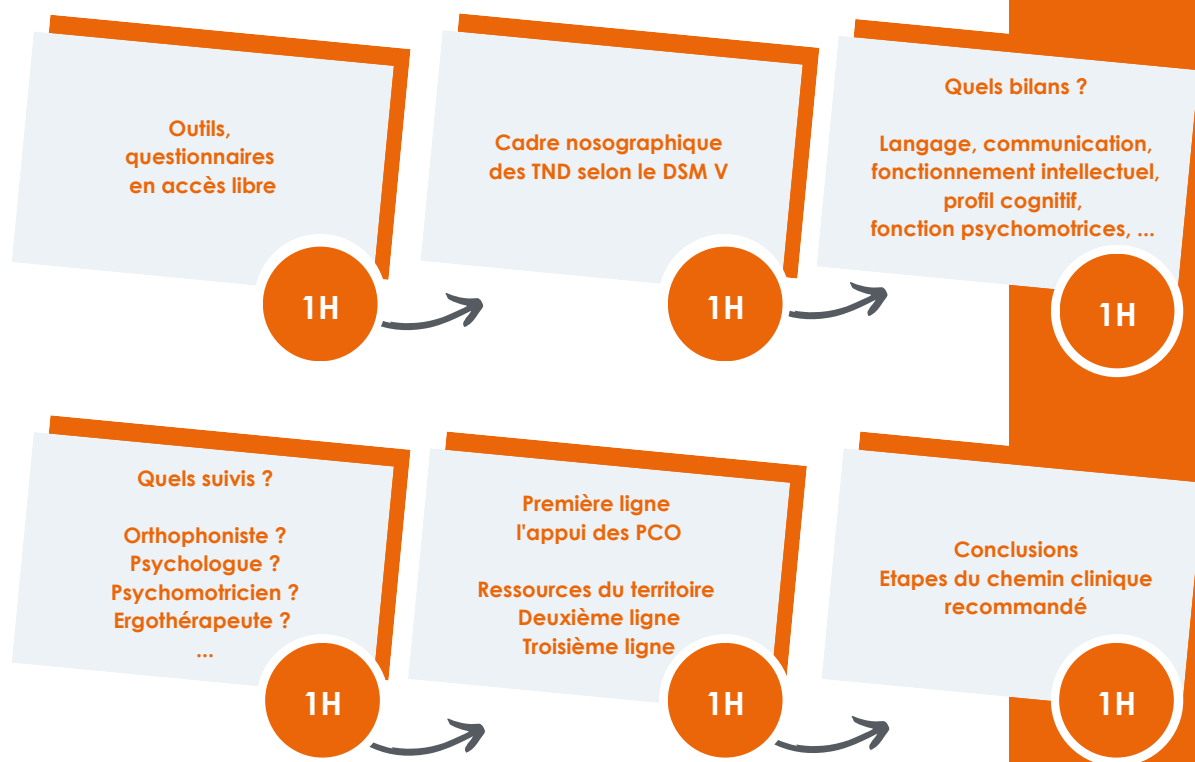 Outils,
questionnaires
en accès libre
1H
Cadre nosographique
des TND selon le DSM V
1H
Quels bilans ?
Langage, communication,
fonctionnement intellectuel,
profil cognitif,
fonction psychomotrices, ...
1H
Quels suivis ?
Orthophoniste ?
Psychologue ?
Psychomotricien ?
Ergothérapeute ?
...
1H
Première ligne
l'appui des PCO
Ressources du territoire
Deuxième ligne
Troisième ligne
1H
Conclusions
Etapes du chemin clinique
recommandé
1H